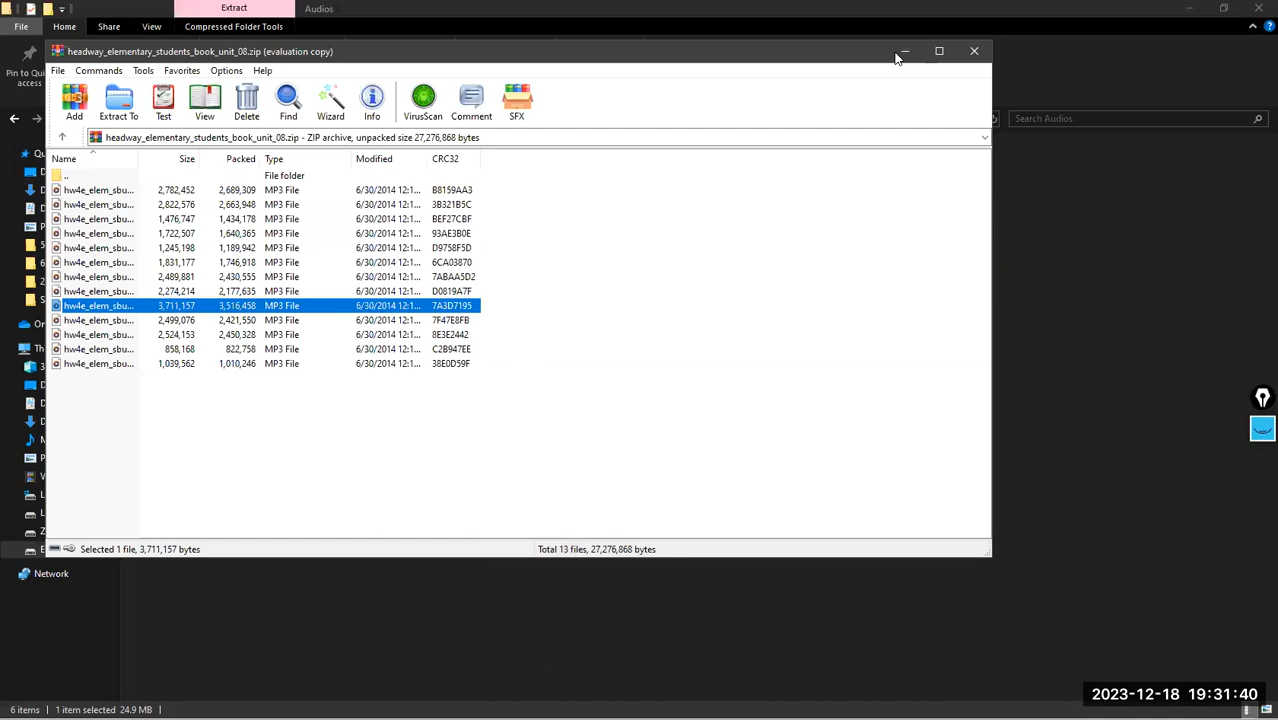 Extract Audios
File Home Share View Compressed Folder Tools
Pin to Qu
access
headway_elementary_students_book_unit_08.zip (evaluation copy)
File Commands Tools Favorites Options Help
Add Extract To Test View Delete Find Wizard Info VirusScan Comment SFX
headway_elementary_students_book_unit_08.zip - ZIP archive, unpacked size 27,276,868 bytes
Search Audios
Name Size Packed Type Modified CRC32
.. File folder
hw4e_elem_sbu... 2,782,452 2,689,309 MP3 File 6/30/2014 12:1... B8159AA3
hw4e_elem_sbu... 2,822,576 2,663,948 MP3 File 6/30/2014 12:1... 3B321B5C
hw4e_elem_sbu... 1,476,747 1,434,178 MP3 File 6/30/2014 12:1... BEF27CBF
hw4e_elem_sbu... 1,722,507 1,640,365 MP3 File 6/30/2014 12:1... 93AE3B0E
hw4e_elem_sbu... 1,245,198 1,189,942 MP3 File 6/30/2014 12:1... D9758F5D
hw4e_elem_sbu... 1,831,177 1,746,918 MP3 File 6/30/2014 12:1... 6CA03870
hw4e_elem_sbu... 2,489,881 2,430,555 MP3 File 6/30/2014 12:1... 7ABAA5D2
hw4e_elem_sbu... 2,274,214 2,177,635 MP3 File 6/30/2014 12:1... D0819A7F
hw4e_elem_sbu... 3,711,157 3,516,458 MP3 File 6/30/2014 12:1... 7A3D7195
hw4e_elem_sbu... 2,499,076 2,421,550 MP3 File 6/30/2014 12:1... 7F47E8FB
hw4e_elem_sbu... 2,524,153 2,450,328 MP3 File 6/30/2014 12:1... 8E3E2442
hw4e_elem_sbu... 858,168 822,758 MP3 File 6/30/2014 12:1... C2B947EE
hw4e_elem_sbu... 1,039,562 1,010,246 MP3 File 6/30/2014 12:1... 38E0D59F
Selected 1 file, 3,711,157 bytes Total 13 files, 27,276,868 bytes
Network
2023-12-18 19:31:40
6 items 1 item selected 24.9 MB